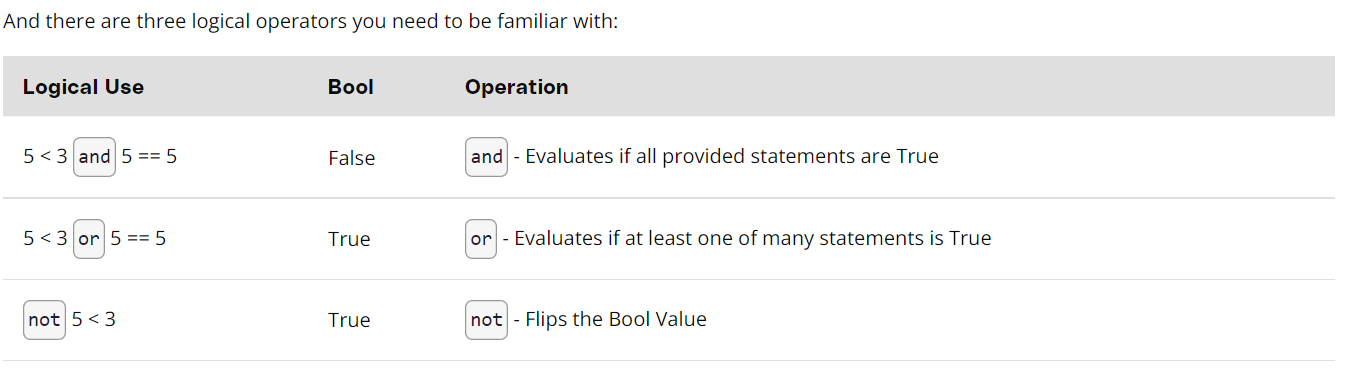 And there are three logical operators you need to be familiar with:
Logical Use Bool Operation
5 < 3 and 5 == 5 False and - Evaluates if all provided statements are True
5 < 3 or 5 == 5 True or - Evaluates if at least one of many statements is True
not 5 < 3 True not - Flips the Bool Value